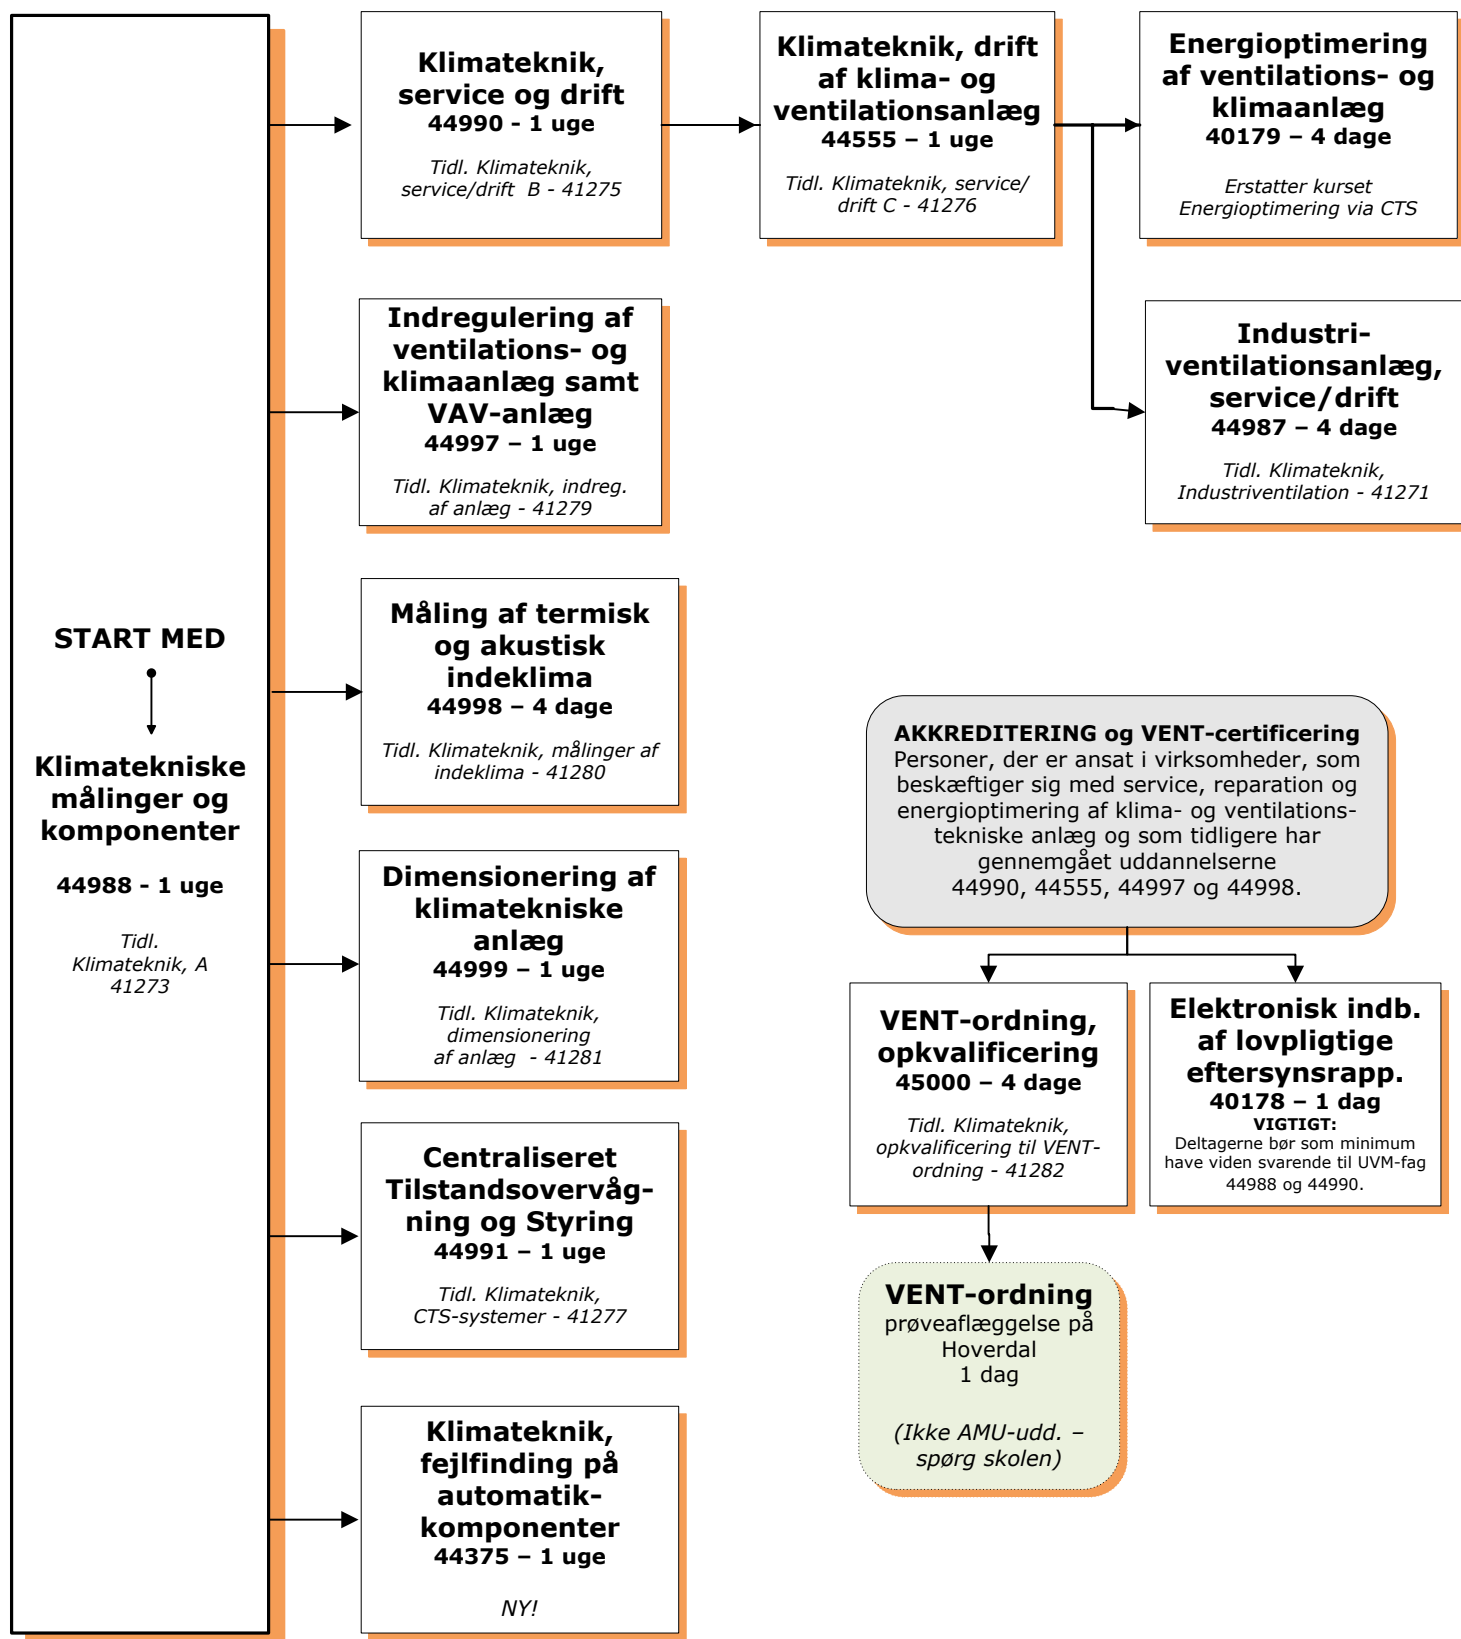 START MED
Klimatekniske
målinger og
komponenter
44988 - 1 uge
Tidl.
Klimateknik, A
41273
Klimateknik,
service og drift
44990 - 1 uge
Tidl. Klimateknik,
service/drift  B - 41275
Klimateknik, drift
af klima- og
ventilationsanlæg
44555 – 1 uge
Tidl. Klimateknik, service/
drift C - 41276
Energioptimering
af ventilations- og
klimaanlæg
40179 – 4 dage
Erstatter kurset
Energioptimering via CTS
Indregulering af
ventilations- og
klimaanlæg samt
VAV-anlæg
44997 – 1 uge
Tidl. Klimateknik, indreg.
af anlæg - 41279
Industri-
ventilationsanlæg,
service/drift
44987 – 4 dage
Tidl. Klimateknik,
Industriventilation - 41271
Måling af termisk
og akustisk
indeklima
44998 – 4 dage
Tidl. Klimateknik, målinger af
indeklima - 41280
Dimensionering af
klimatekniske
anlæg
44999 – 1 uge
Tidl. Klimateknik,
dimensionering
af anlæg  - 41281
Centraliseret
Tilstandsovervåg-
ning og Styring
44991 – 1 uge
Tidl. Klimateknik,
CTS-systemer - 41277
Klimateknik,
fejlfinding på
automatik-
komponenter
44375 – 1 uge
NY!
AKKREDITERING og VENT-certificering
Personer, der er ansat i virksomheder, som
beskæftiger sig med service, reparation og
energioptimering af klima- og ventilations-
tekniske anlæg og som tidligere har
gennemgået uddannelserne
44990, 44555, 44997 og 44998.
VENT-ordning,
opkvalificering
45000 – 4 dage
Tidl. Klimateknik,
opkvalificering til VENT-
ordning - 41282
Elektronisk indb.
af lovpligtige
eftersynsrapp.
40178 – 1 dag
VIGTIGT:
Deltagerne bør som minimum
have viden svarende til UVM-fag
44988 og 44990.
VENT-ordning
prøveaflæggelse på
Hoverdal
1 dag
(Ikke AMU-udd. –
spørg skolen)